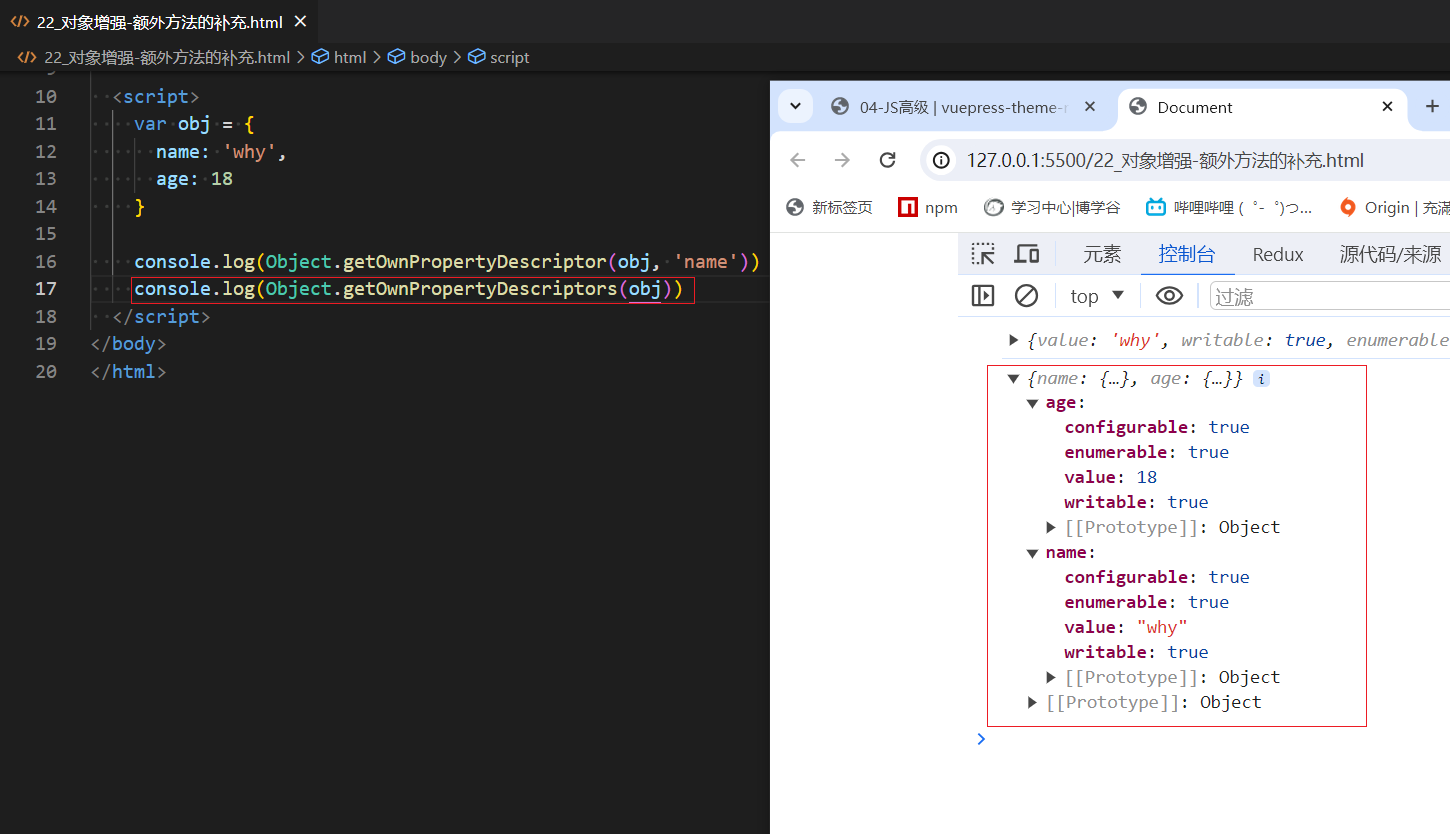 22_对象增强-额外方法的补充.html
22_对象增强-额外方法的补充.html > html > body > script
10 <script>
11 var obj = {
12 name: 'why',
13 age: 18
14 }
15
16 console.log(Object.getOwnPropertyDescriptor(obj, 'name'))
17 console.log(Object.getOwnPropertyDescriptors(obj))
18 </script>
19 </body>
20 </html>
04-JS高级 | vuepress-theme-
Document
127.0.0.1:5500/22_对象增强-额外方法的补充.html
新标签页 npm 学习中心|博学谷 哔哩哔哩 ( ゜- ゜)つ... Origin | 充满
元素 控制台 Redux 源代码/来源
top 过滤
{value: 'why', writable: true, enumerable
{name: {…}, age: {…}} i
age:
configurable: true
enumerable: true
value: 18
writable: true
[[Prototype]]: Object
name:
configurable: true
enumerable: true
value: "why"
writable: true
[[Prototype]]: Object
[[Prototype]]: Object